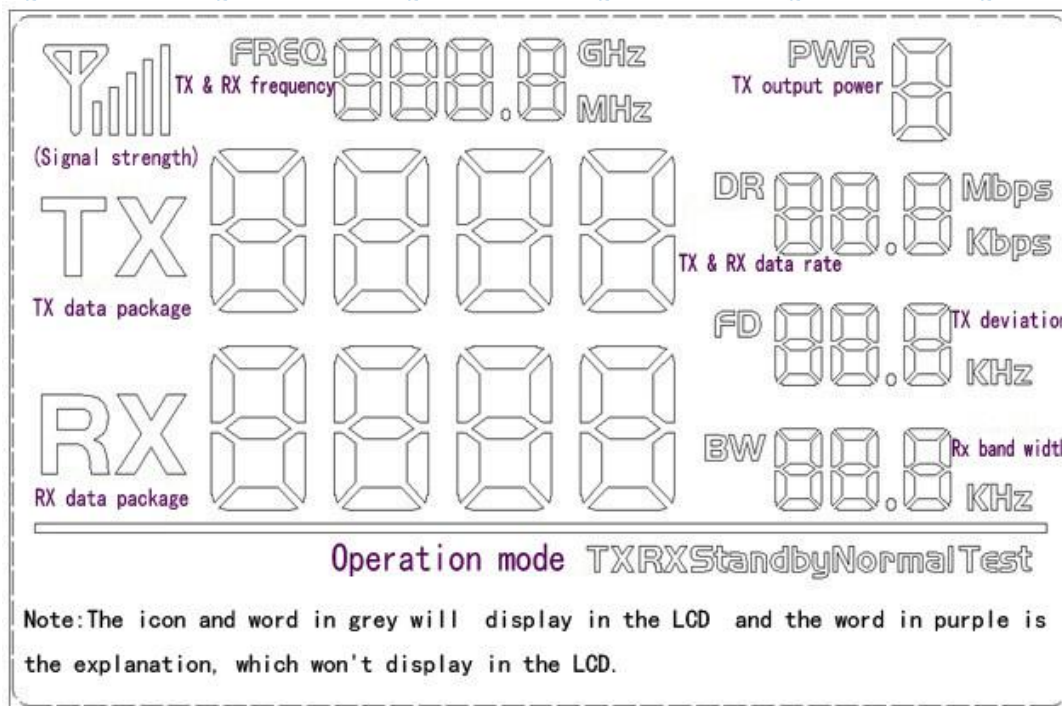 FREQ GHz PWR
TX & RX frequency MHz TX output power
(Signal strength)
TX DR Mbps
Kbps
TX & RX data rate
TX data package
FD TX deviation
KHz
RX
BW Rx band width
RX data package KHz
Operation mode TXRXStandbyNormalTest
Note:The icon and word in grey will display in the LCD and the word in purple is
the explanation, which won't display in the LCD.